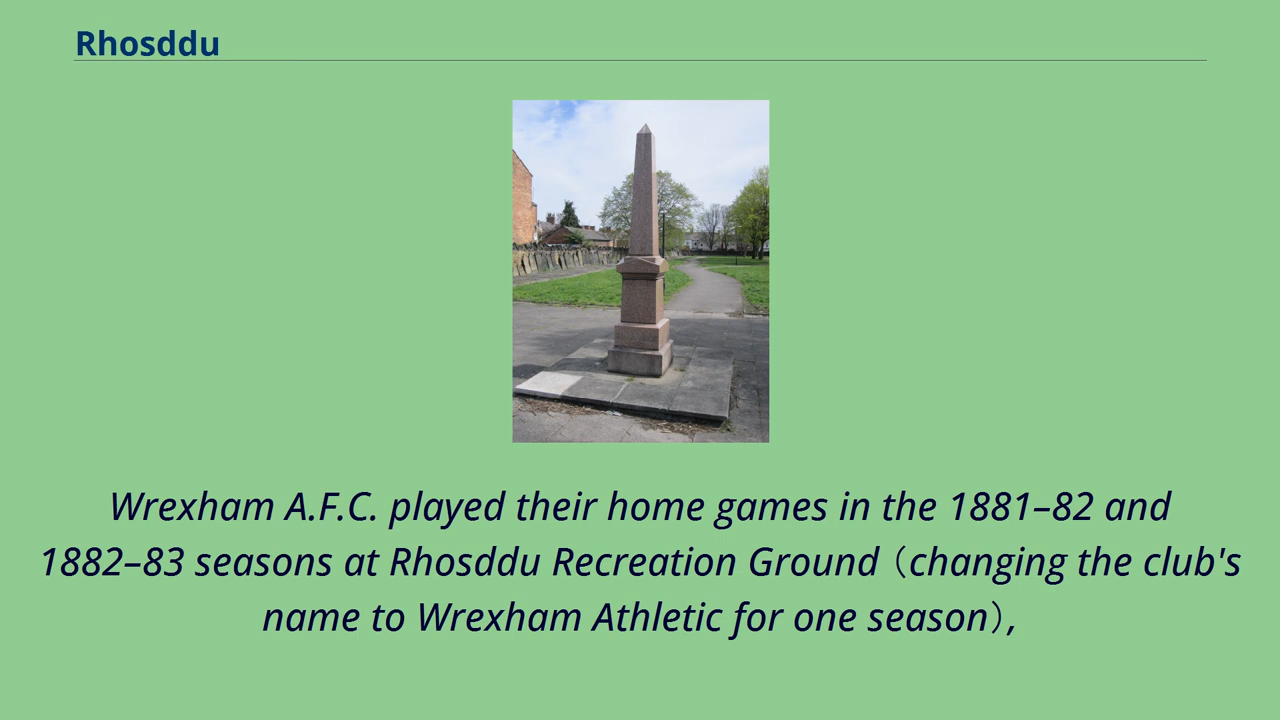 Rhosddu
Wrexham A.F.C. played their home games in the 1881–82 and
1882–83 seasons at Rhosddu Recreation Ground（changing the club's
name to Wrexham Athletic for one season）,